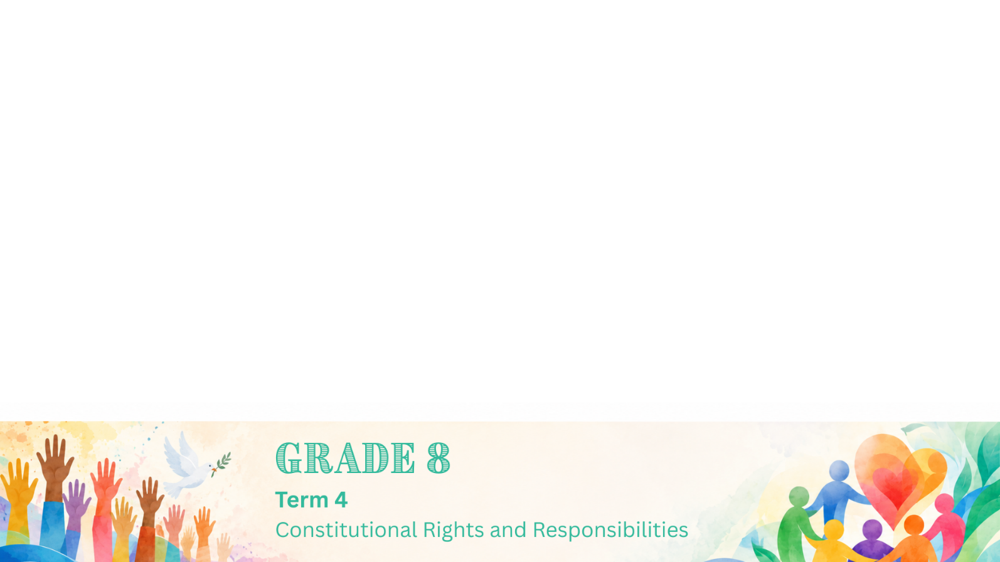 GRADE 8
Term 4
Constitutional Rights and Responsibilities